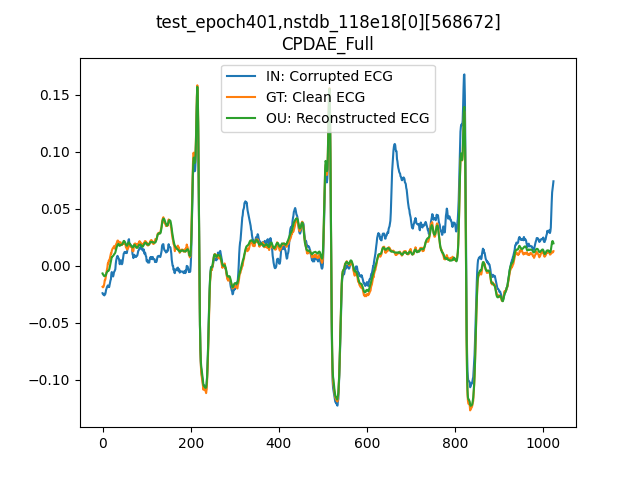 test_epoch401,nstdb_118e18[0][568672]
CPDAE_Full
IN: Corrupted ECG
GT: Clean ECG
OU: Reconstructed ECG
0.15
0.10
0.05
0.00
−0.05
−0.10
0 200 400 600 800 1000